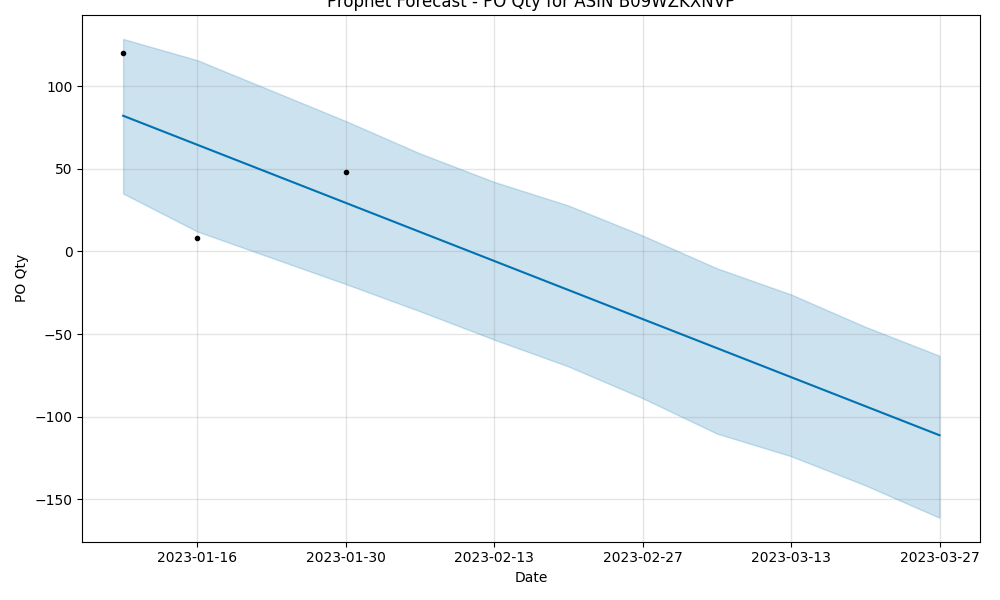 Prophet Forecast - PO Qty for ASIN B09WZKXNVP
100
50
0
−50
−100
−150
PO Qty
2023-01-16 2023-01-30 2023-02-13 2023-02-27 2023-03-13 2023-03-27
Date